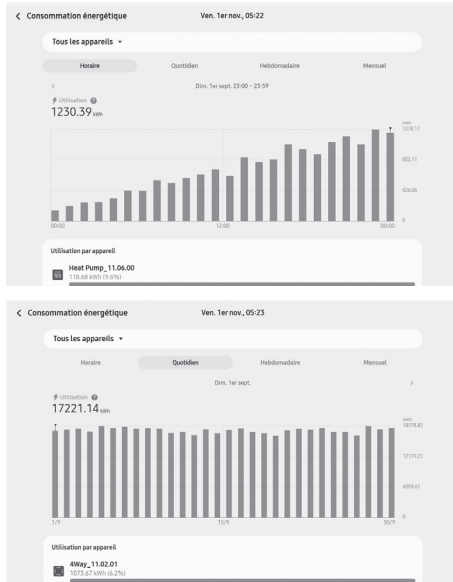 Consommation énergétique Ven. 1er nov., 05:22
Tous les appareils
Horaire Quotidien Hebdomadaire Mensuel
Dim. 1er sept. 23:00 - 23:59
Utilisation
1230.39 kWh
kWh
1278.17
852.11
426.06
0
00:00 12:00 00:00
Utilisation par appareil
Heat Pump_11.06.00
118.68 kWh (9.6%)
Consommation énergétique Ven. 1er nov., 05:23
Tous les appareils
Horaire Quotidien Hebdomadaire Mensuel
Dim. 1er sept.
Utilisation
17221.14 kWh
kWh
18178.82
12119.21
6059.61
0
1/9 15/9 30/9
Utilisation par appareil
4Way_11.02.01
1073.67 kWh (6.2%)